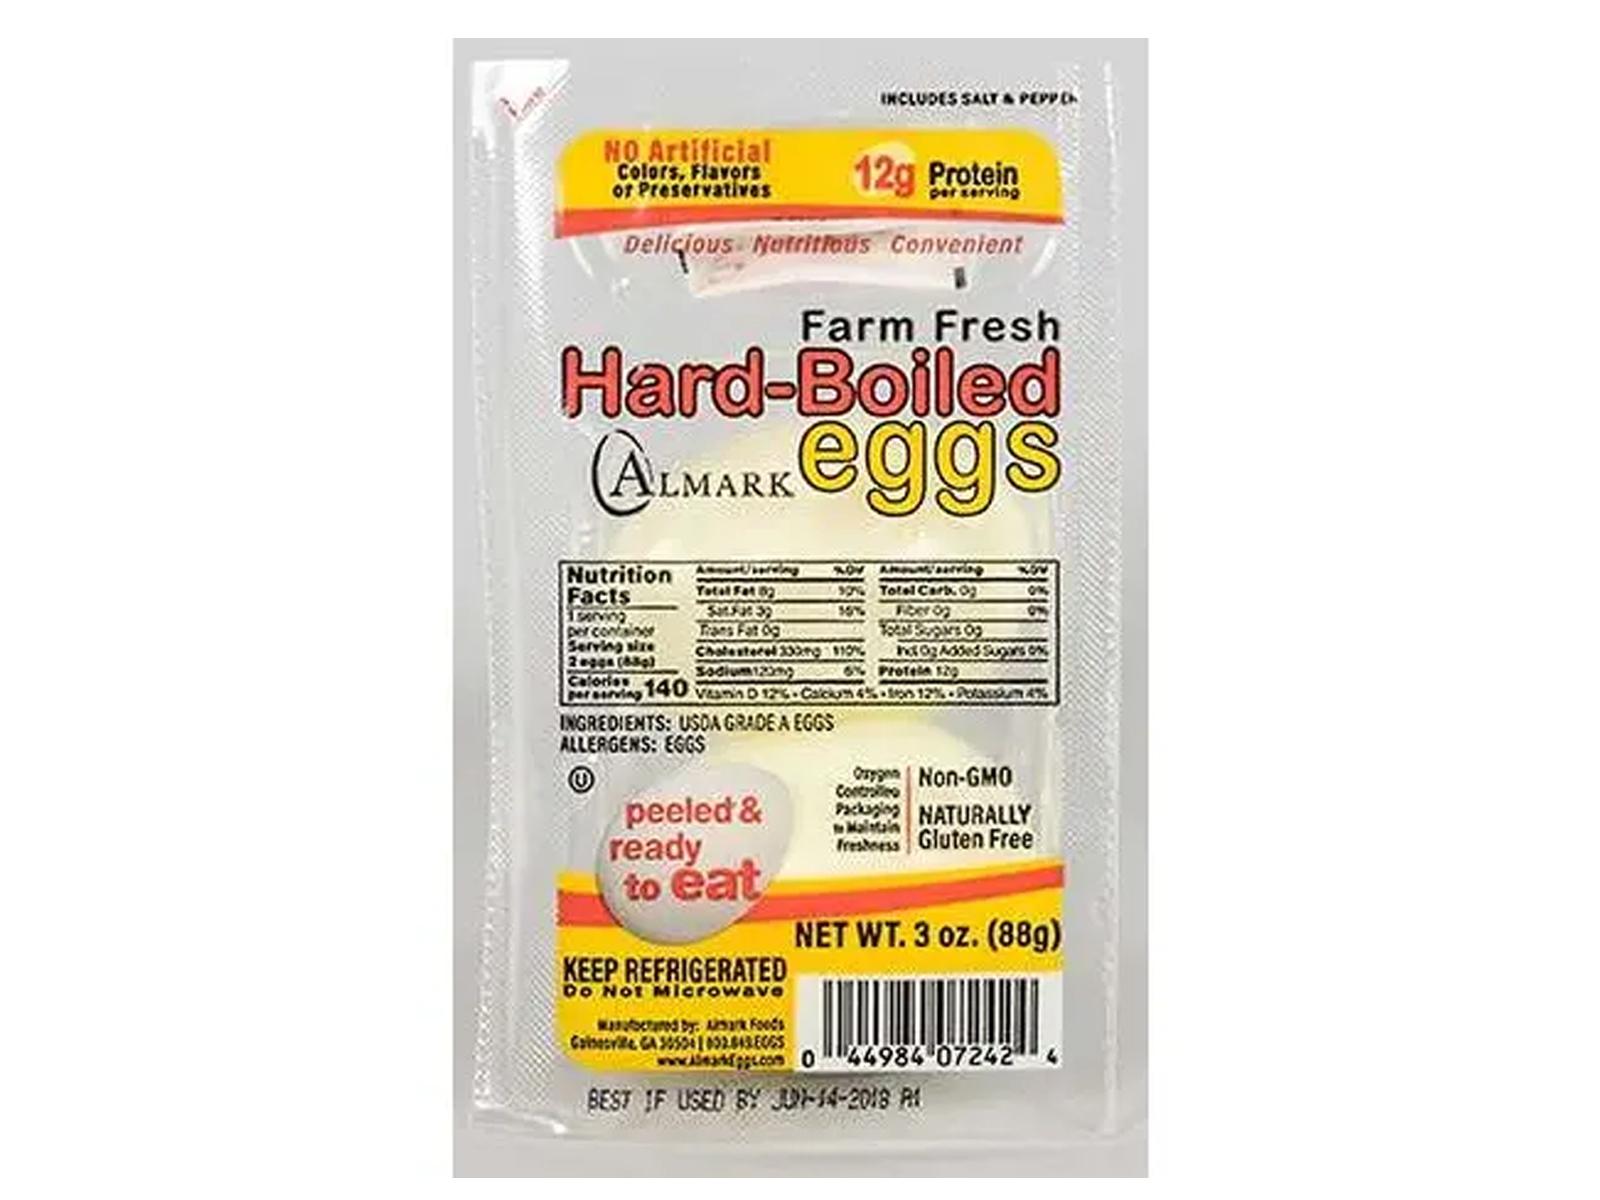 INCLUDES SALT & PEPPER
NO Artificial
Colors, Flavors
or Preservatives
12g Protein
per serving
Delicious Nutritious Convenient
Farm Fresh
Hard-Boiled
eggs
ALMARK
Nutrition
Facts
1 serving
per container
Serving size
2 eggs (88g)
Calories
per serving 140
Amount/serving %DV
Total Fat 8g 10%
Sat.Fat 3g 16%
Trans Fat 0g
Cholesterol 330mg 110%
Sodium 120mg 6%
Amount/serving %DV
Total Carb. 0g 0%
Fiber 0g 0%
Total Sugars 0g
Incl 0g Added Sugars 0%
Protein 12g
Vitamin D 12% • Calcium 4% • Iron 12% • Potassium 4%
INGREDIENTS: USDA GRADE A EGGS
ALLERGENS: EGGS
U
peeled &
ready
to eat
Oxygen
Controlled
Packaging
to Maintain
Freshness
Non-GMO
NATURALLY
Gluten Free
NET WT. 3 oz. (88g)
KEEP REFRIGERATED
Do Not Microwave
Manufactured by: Almark Foods
Gainesville, GA 30504 | 800.849.EGGS
www.AlmarkEggs.com
0 44984 07242 4
BEST IF USED BY JUN-14-2019 A1